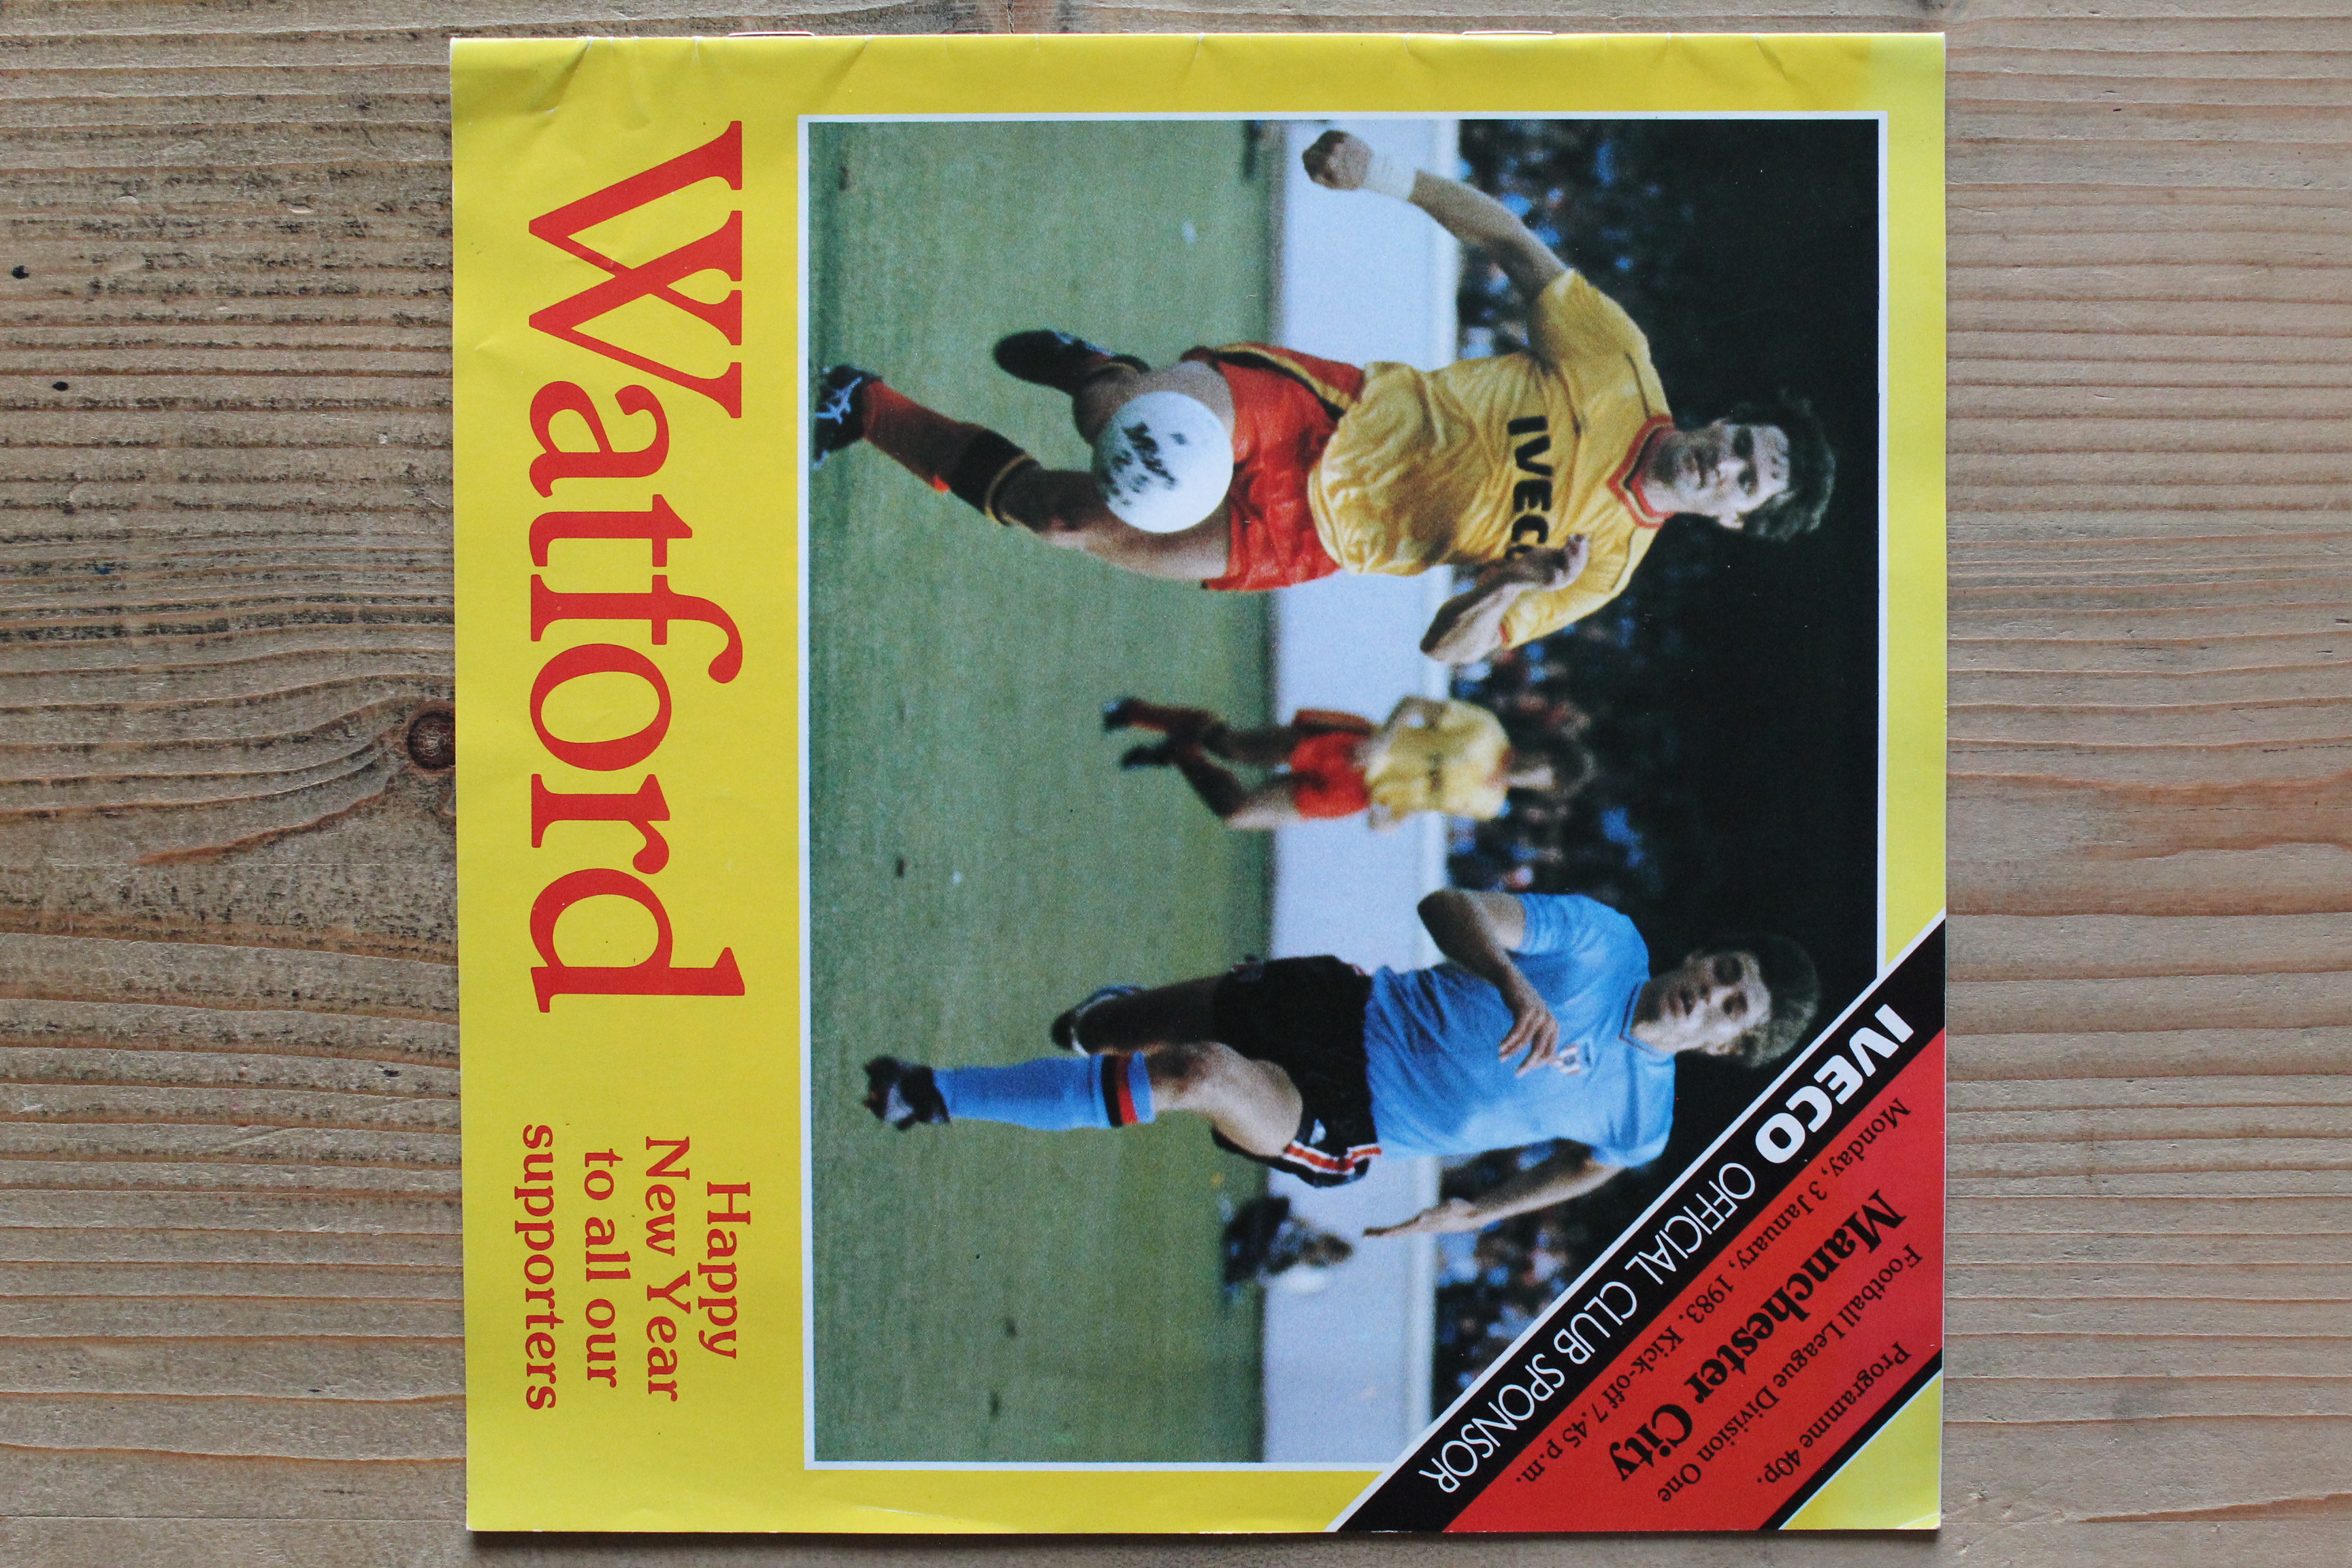 IVECO OFFICIAL CLUB SPONSOR
Monday, 3 January, 1983. Kick-off 7.45 p.m.
Manchester City
Football League Division One
Programme 40p.
IVECO
Watford
Happy
New Year
to all our
supporters